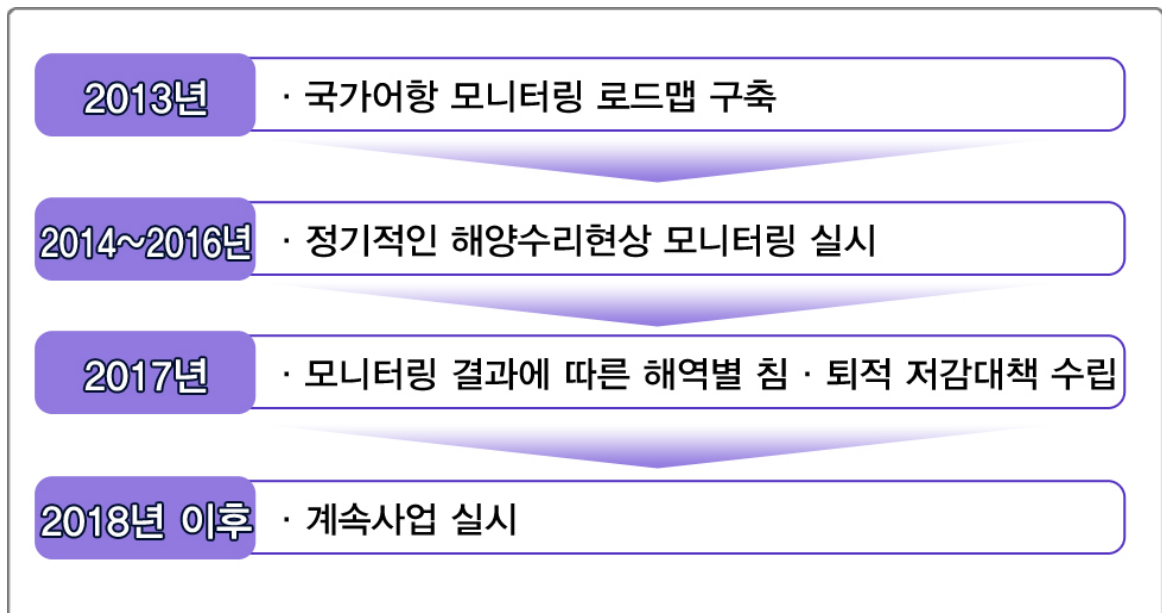 2013년 · 국가어항 모니터링 로드맵 구축
2014~2016년 · 정기적인 해양수리현상 모니터링 실시
2017년 · 모니터링 결과에 따른 해역별 침 · 퇴적 저감대책 수립
2018년 이후 · 계속사업 실시